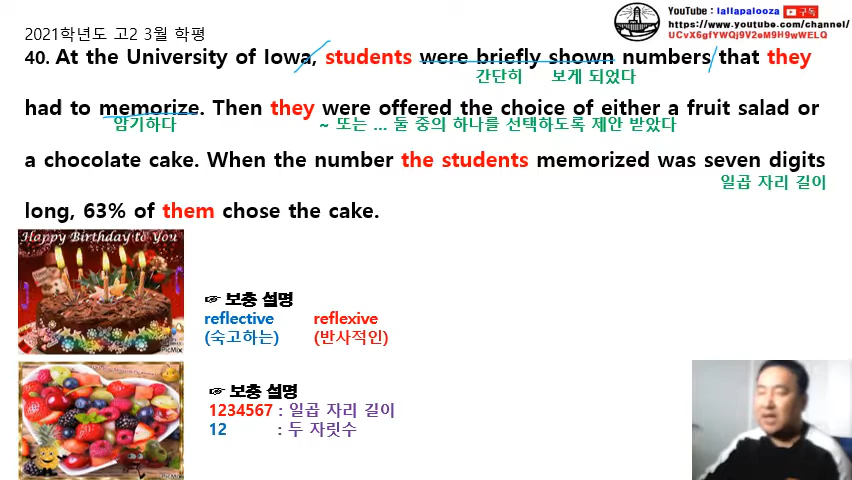 YouTube : lallapalooza 구독
https://www.youtube.com/channel/
UCvX6gfYWQj9V2eM9H9wWELQ
2021학년도 고2 3월 학평
40. At the University of Iowa, students were briefly shown numbers that they
간단히 보게 되었다
had to memorize. Then they were offered the choice of either a fruit salad or
암기하다 ~ 또는 ... 둘 중의 하나를 선택하도록 제안 받았다
a chocolate cake. When the number the students memorized was seven digits
일곱 자리 길이
long, 63% of them chose the cake.
Happy Birthday to You
PicMix
☞ 보충 설명
reflective reflexive
(숙고하는) (반사적인)
☞ 보충 설명
1234567 : 일곱 자리 길이
12 : 두 자릿수
PicMix